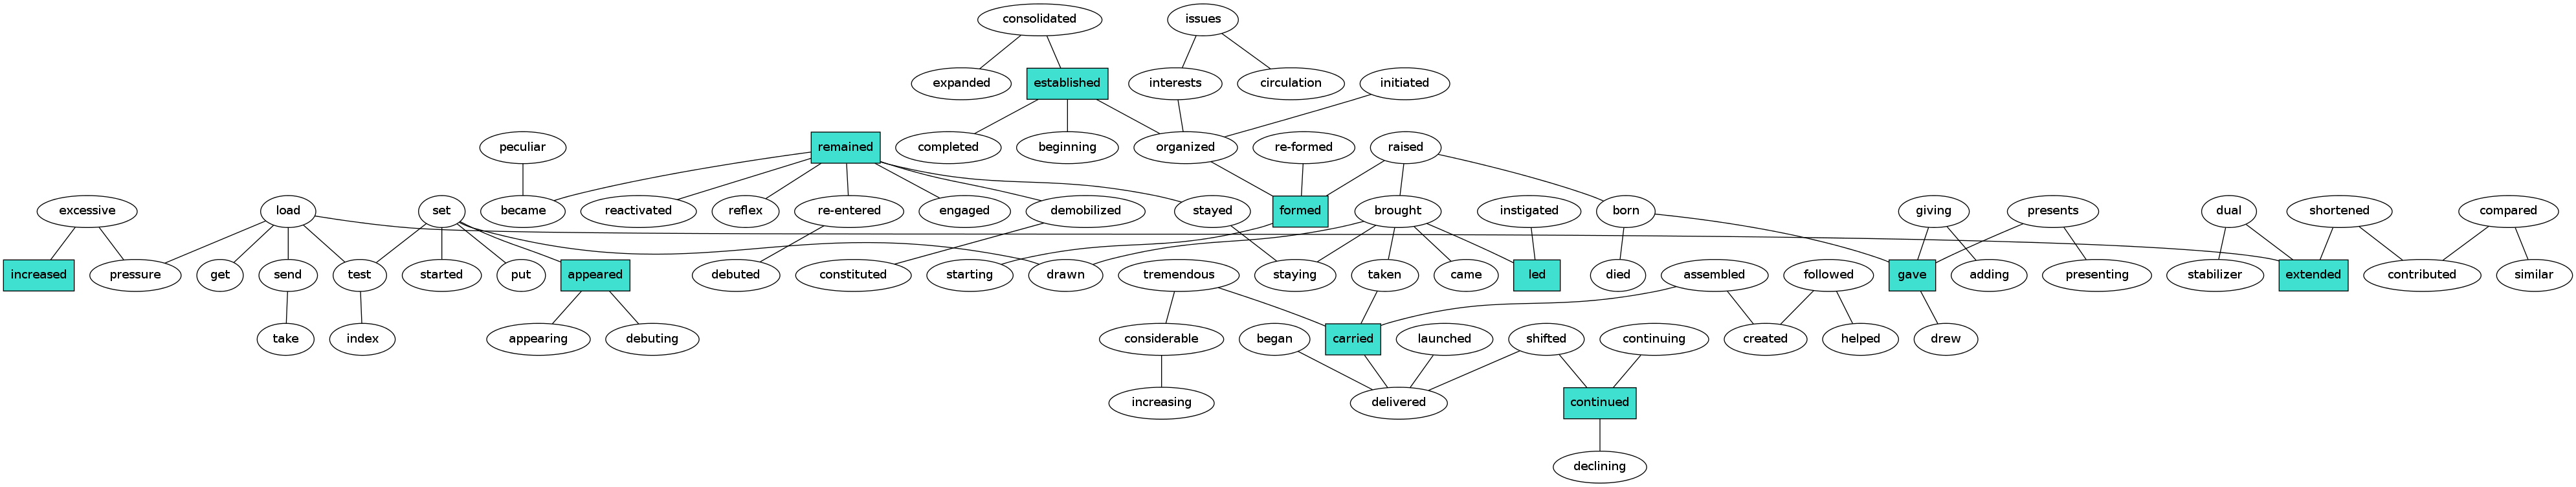 consolidated
issues
expanded
established
interests
circulation
initiated
peculiar
remained
completed
beginning
organized
re-formed
raised
excessive
load
set
became
reactivated
reflex
re-entered
engaged
demobilized
stayed
formed
brought
instigated
born
giving
presents
dual
shortened
compared
increased
pressure
get
send
test
started
put
appeared
debuted
constituted
starting
drawn
tremendous
staying
taken
came
led
died
assembled
followed
gave
adding
presenting
stabilizer
extended
contributed
similar
take
index
appearing
debuting
considerable
began
carried
launched
shifted
continuing
created
helped
drew
increasing
delivered
continued
declining